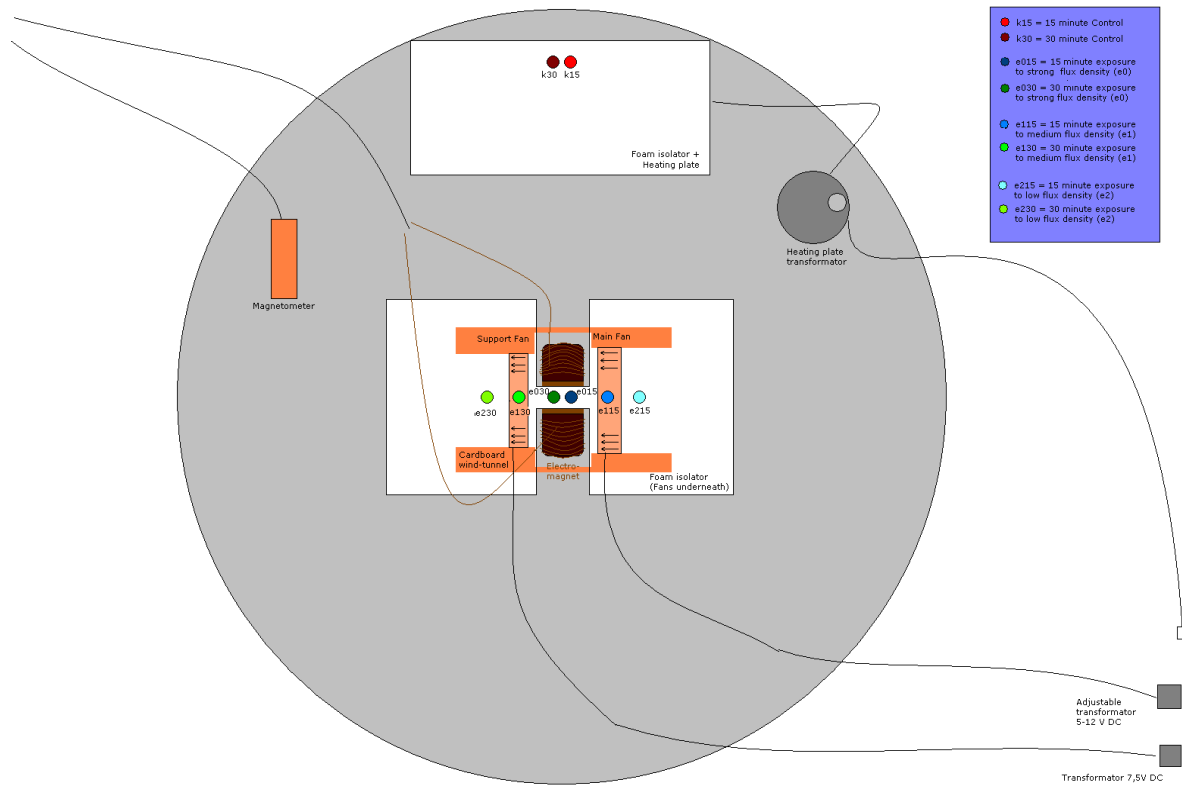 k15 = 15 minute Control
k30 = 30 minute Control
e015 = 15 minute exposure
to strong flux density (e0)
e030 = 30 minute exposure
to strong flux density (e0)
e115 = 15 minute exposure
to medium flux density (e1)
e130 = 30 minute exposure
to medium flux density (e1)
e215 = 15 minute exposure
to low flux density (e2)
e230 = 30 minute exposure
to low flux density (e2)
k30 k15
Foam isolator +
Heating plate
Heating plate
transformator
Magnetometer
Support Fan
Main Fan
e030
e015
e230
e130
e115
e215
Cardboard
wind-tunnel
Electro-
magnet
Foam isolator
(Fans underneath)
Adjustable
transformator
5-12 V DC
Transformator 7,5V DC